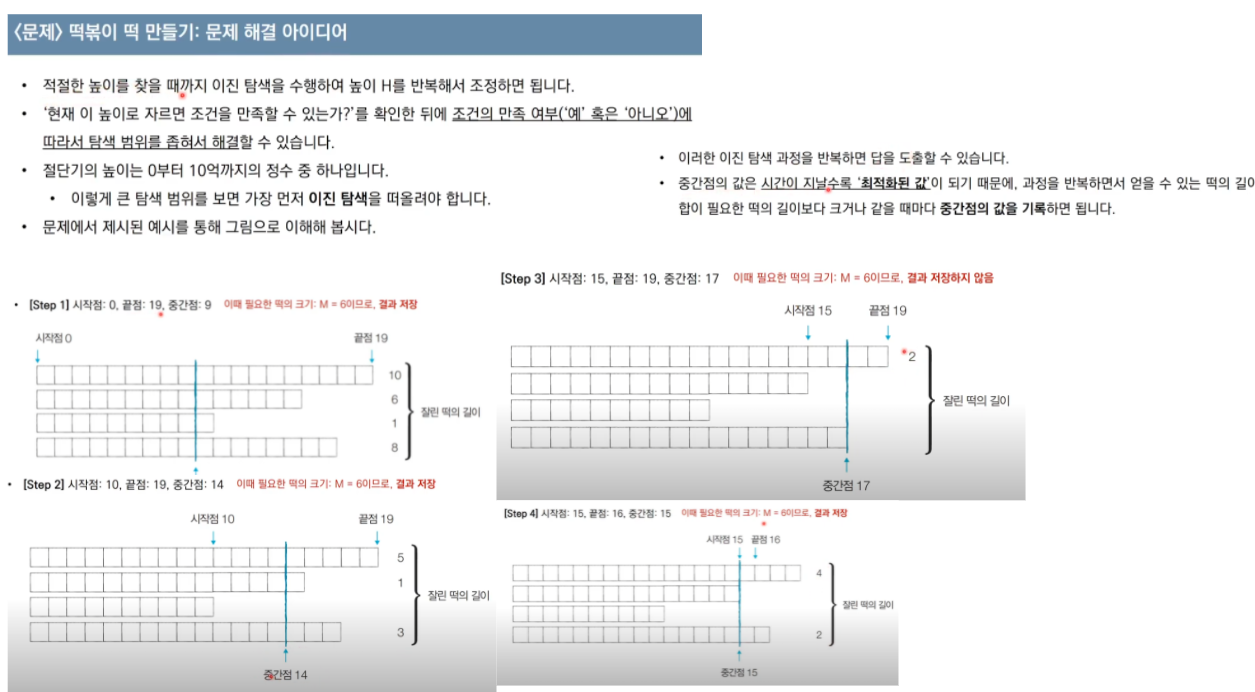 <문제> 떡볶이 떡 만들기: 문제 해결 아이디어
• 적절한 높이를 찾을 때까지 이진 탐색을 수행하여 높이 H를 반복해서 조정하면 됩니다.
• ‘현재 이 높이로 자르면 조건을 만족할 수 있는가?’를 확인한 뒤에 조건의 만족 여부(‘예’ 혹은 ‘아니오’)에
따라서 탐색 범위를 좁혀서 해결할 수 있습니다.
• 절단기의 높이는 0부터 10억까지의 정수 중 하나입니다.
• 이렇게 큰 탐색 범위를 보면 가장 먼저 이진 탐색을 떠올려야 합니다.
• 문제에서 제시된 예시를 통해 그림으로 이해해 봅시다.
• 이러한 이진 탐색 과정을 반복하면 답을 도출할 수 있습니다.
• 중간점의 값은 시간이 지날수록 ‘최적화된 값’이 되기 때문에, 과정을 반복하면서 얻을 수 있는 떡의 길이
합이 필요한 떡의 길이보다 크거나 같을 때마다 중간점의 값을 기록하면 됩니다.
• [Step 1] 시작점: 0, 끝점: 19, 중간점: 9 이때 필요한 떡의 크기: M = 6이므로, 결과 저장
시작점 0 끝점 19
10
6
잘린 떡의 길이
1
8
• [Step 2] 시작점: 10, 끝점: 19, 중간점: 14 이때 필요한 떡의 크기: M = 6이므로, 결과 저장
시작점 10 끝점 19
5
1
잘린 떡의 길이
3
중간점 14
[Step 3] 시작점: 15, 끝점: 19, 중간점: 17 이때 필요한 떡의 크기: M = 6이므로, 결과 저장하지 않음
시작점 15 끝점 19
2
잘린 떡의 길이
중간점 17
[Step 4] 시작점: 15, 끝점: 16, 중간점: 15 이때 필요한 떡의 크기: M = 6이므로, 결과 저장
시작점 15 끝점 16
4
잘린 떡의 길이
2
중간점 15